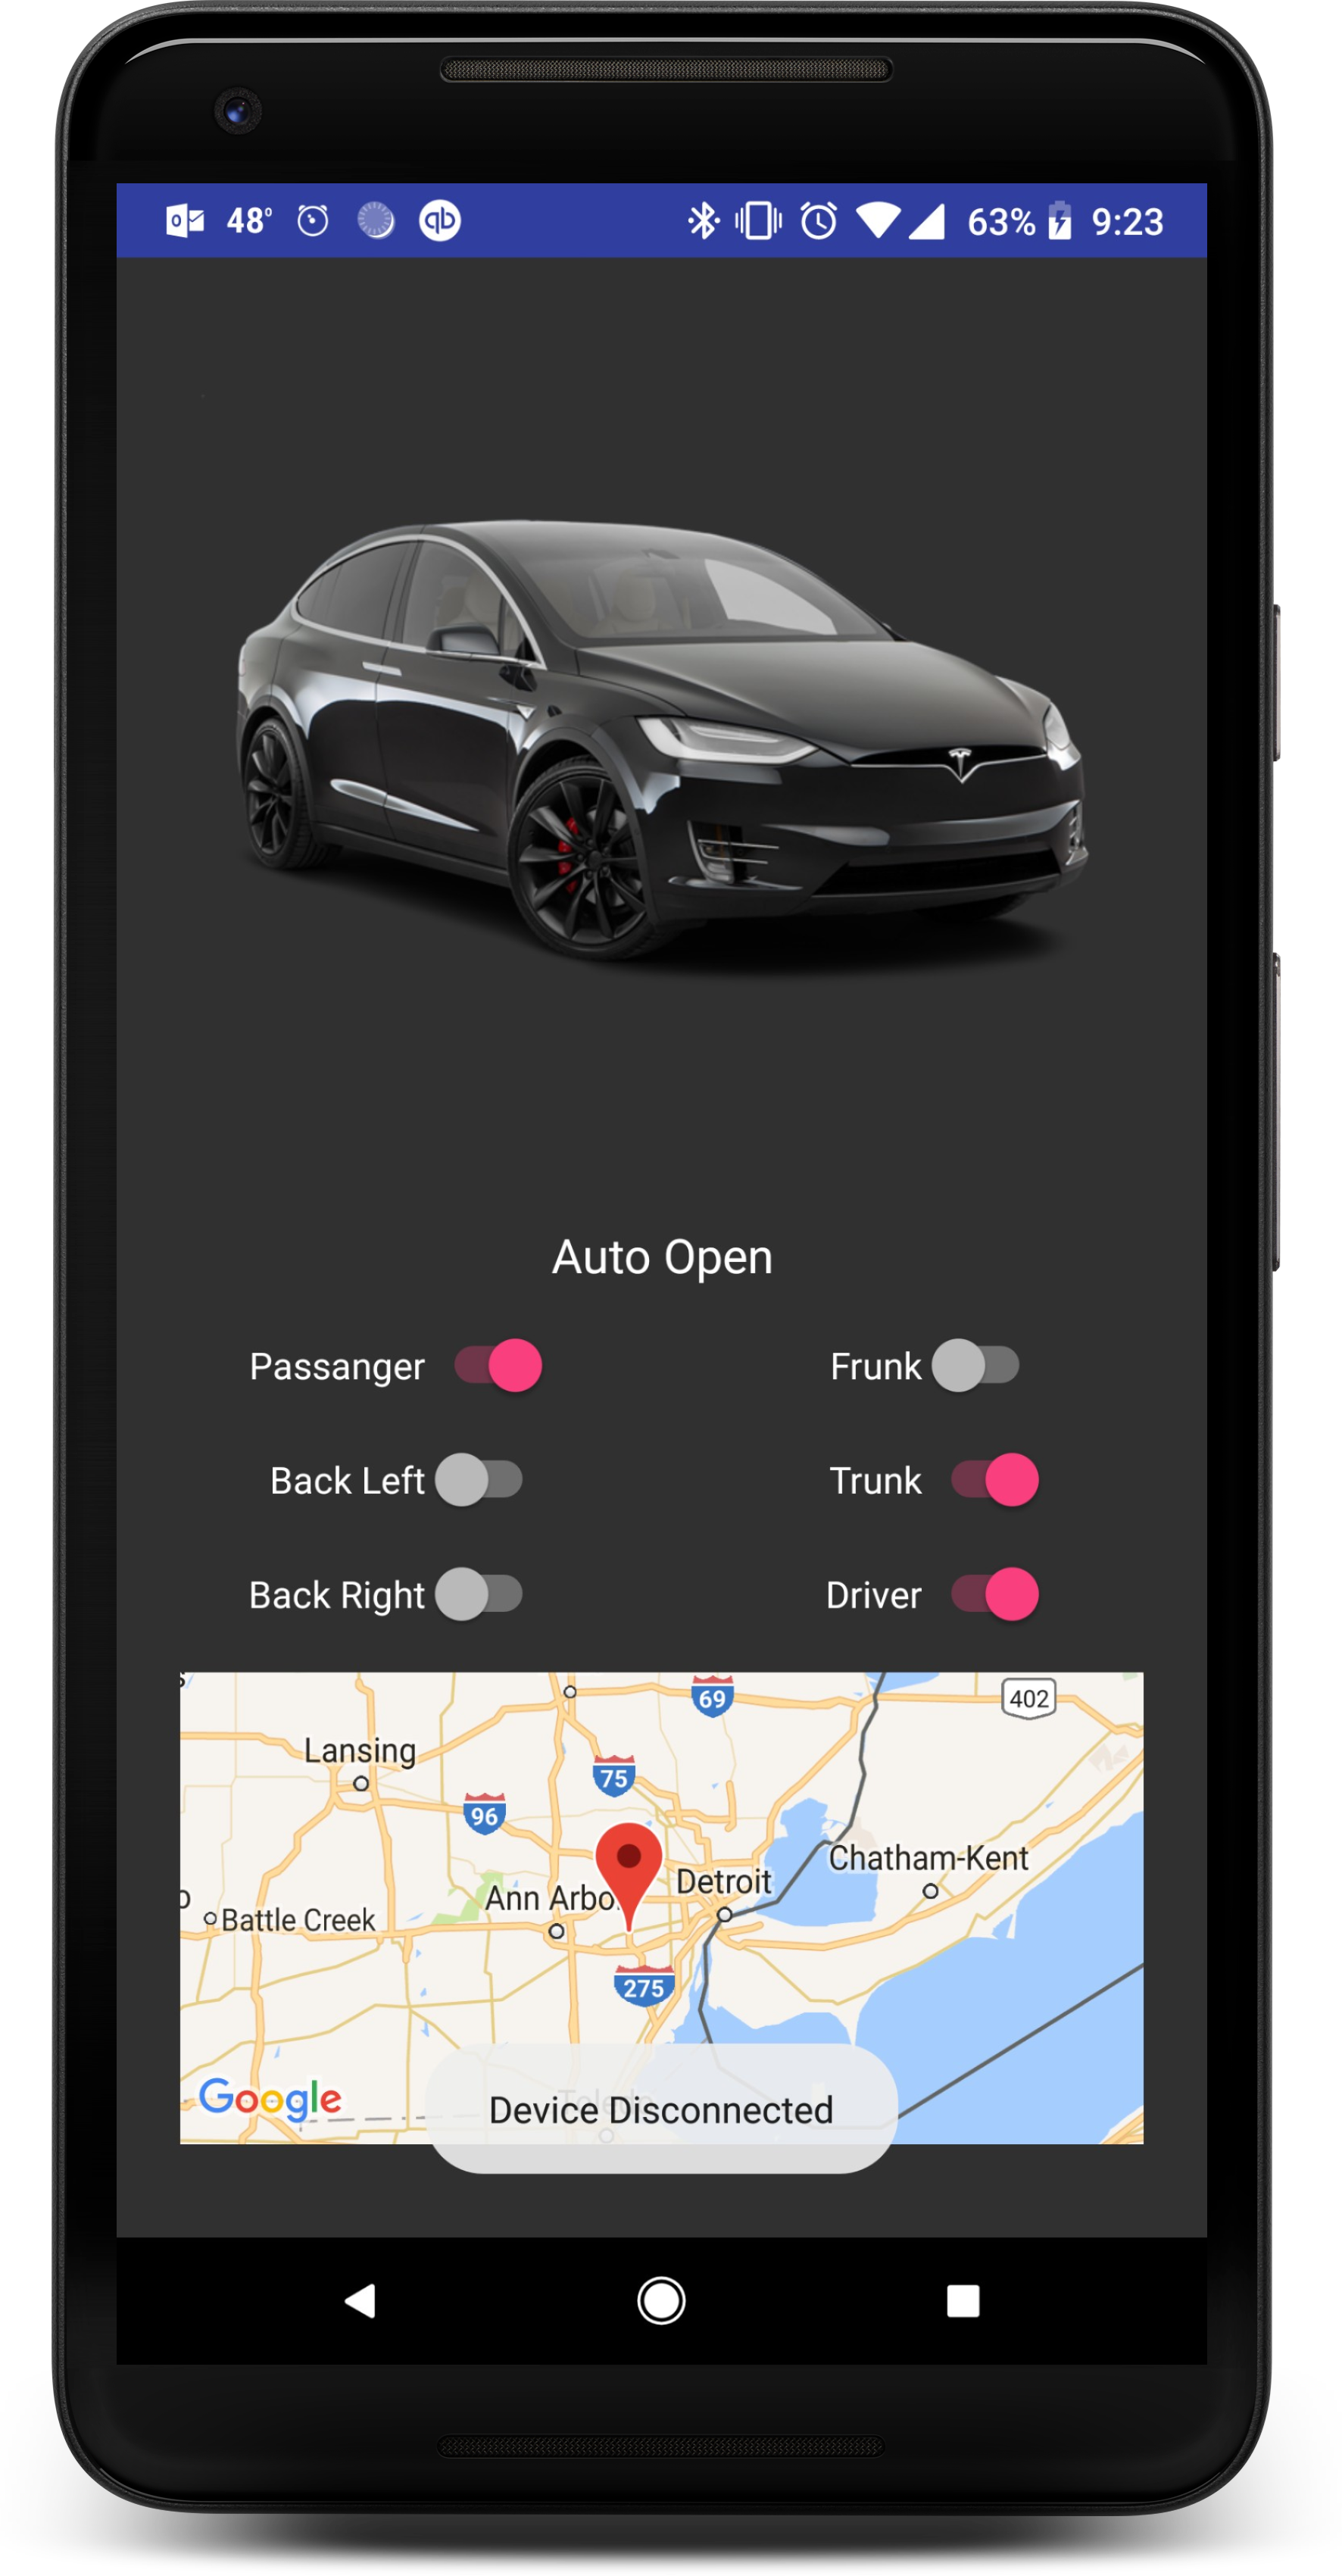 48° qb 63% 9:23
Auto Open
Passanger Frunk
Back Left Trunk
Back Right Driver
69 402
Lansing
75
96
Chatham-Kent
Detroit
Ann Arbo
Battle Creek
275
Google
Device Disconnected